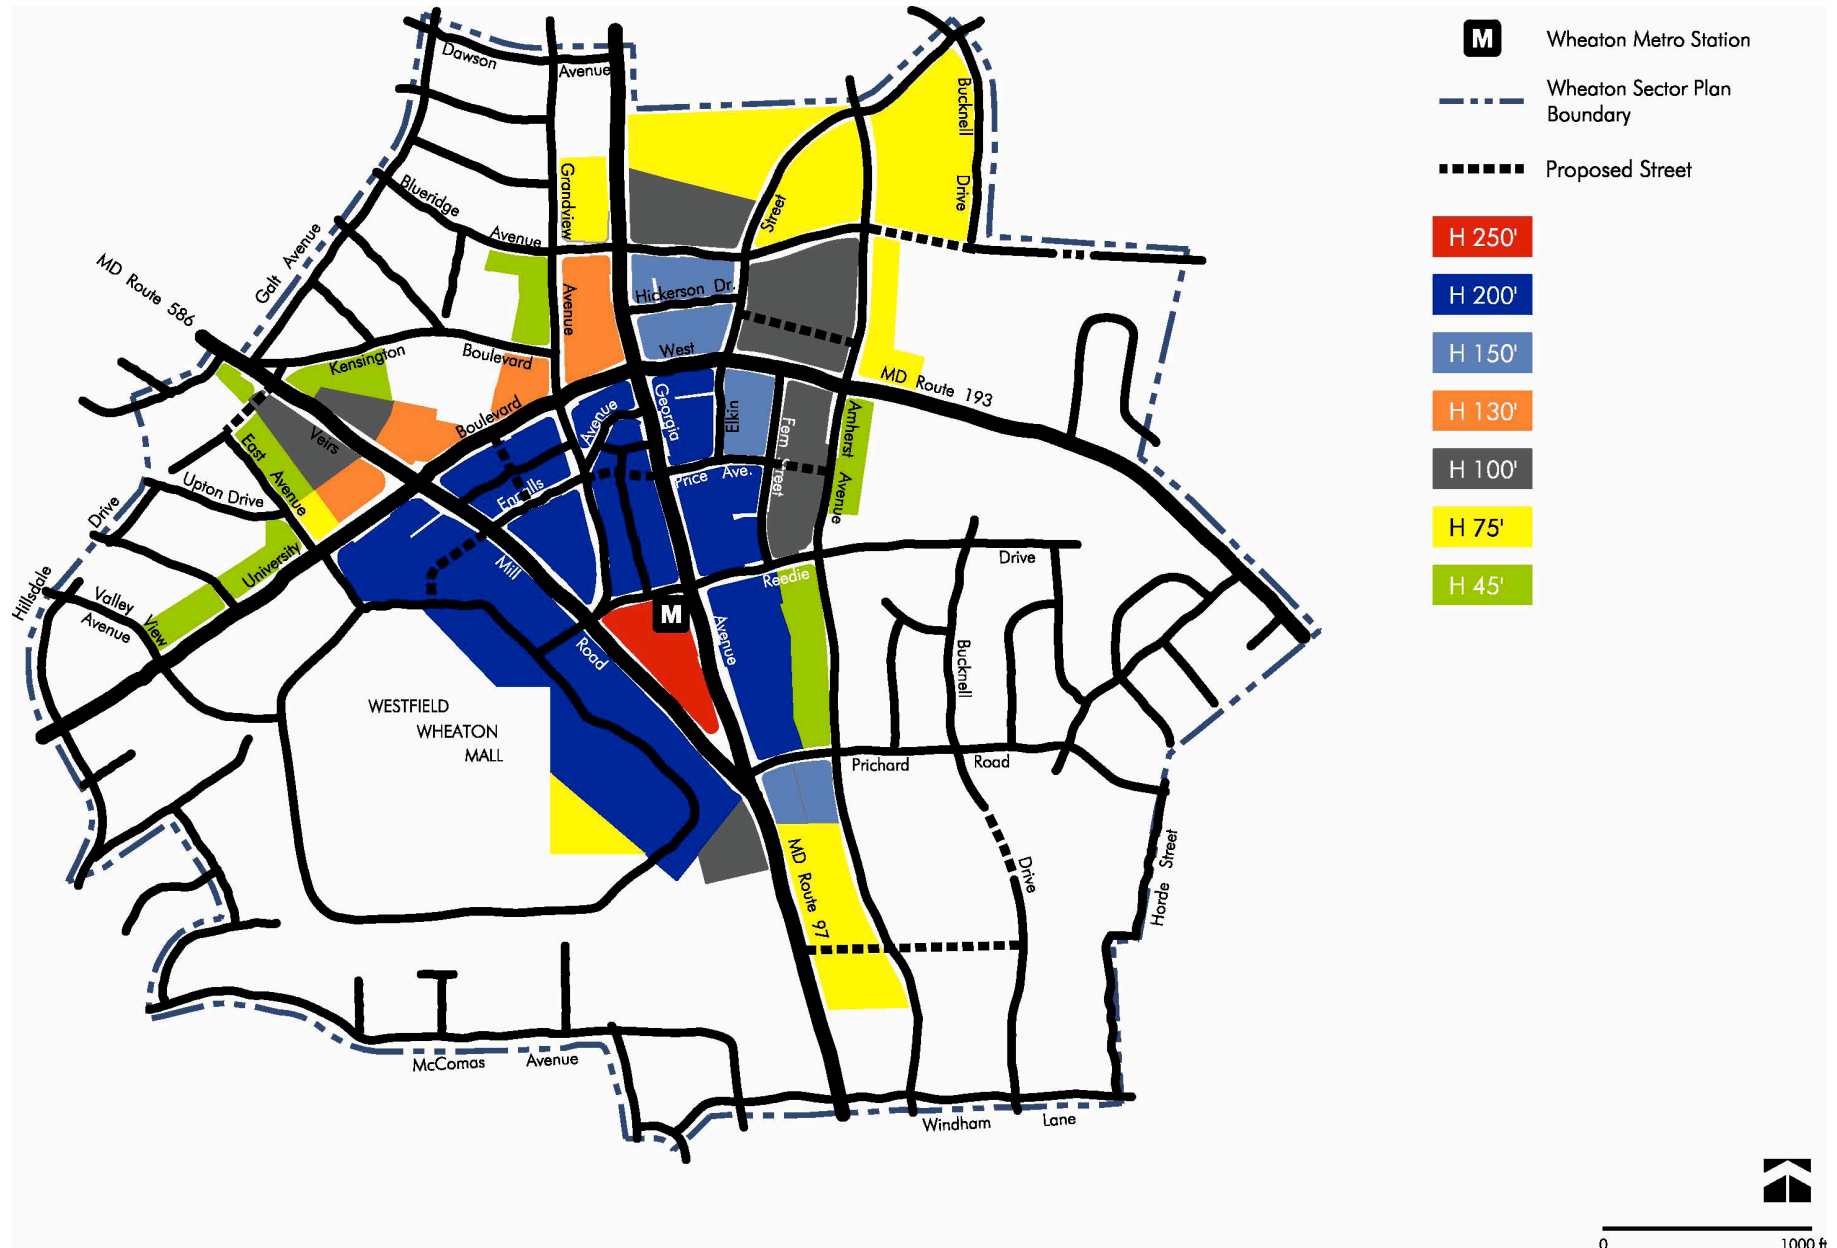 Dawson
Avenue
Bucknell
Drive
Grandview
Avenue
Blueridge
Avenue
Street
Galt Avenue
MD Route 586
Hickerson Dr.
Kensington
Boulevard
West
MD Route 193
Boulevard
Avenue
Georgia
Elkin
Fern
Street
Amherst
Avenue
Veirs
East
Avenue
Upton Drive
Drive
Price Ave.
Ennalls
University
Mill
Drive
Reedie
Hillsdale
Valley
View
Avenue
M
Road
Avenue
Bucknell
WESTFIELD
WHEATON
MALL
Prichard
Road
MD Route 97
Drive
Horde Street
McComas
Avenue
Windham
Lane
M
Wheaton Metro Station
Wheaton Sector Plan
Boundary
Proposed Street
H 250'
H 200'
H 150'
H 130'
H 100'
H 75'
H 45'
0
1000 ft